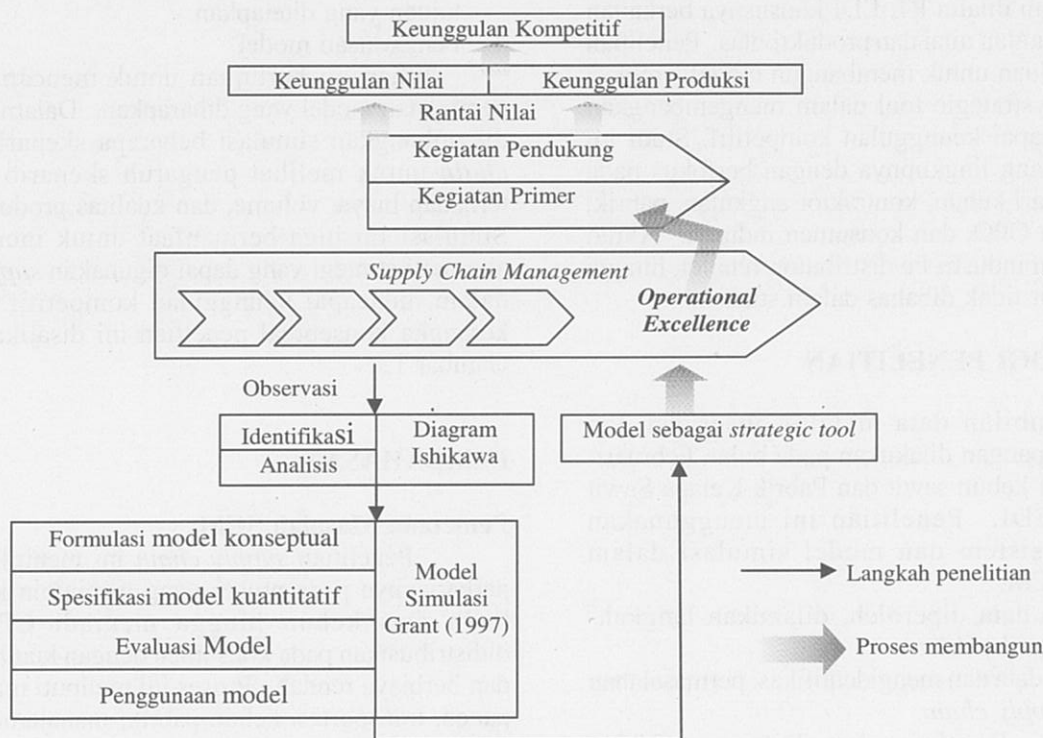 Keunggulan Kompetitif
Keunggulan Nilai
Keunggulan Produksi
Rantai Nilai
Kegiatan Pendukung
Kegiatan Primer
Supply Chain Management
Operational
Excellence
Observasi
Identifikasi
Analisis
Diagram
Ishikawa
Model sebagai strategic tool
Formulasi model konseptual
Spesifikasi model kuantitatif
Evaluasi Model
Penggunaan model
Model
Simulasi
Grant (1997)
Langkah penelitian
Proses membangun